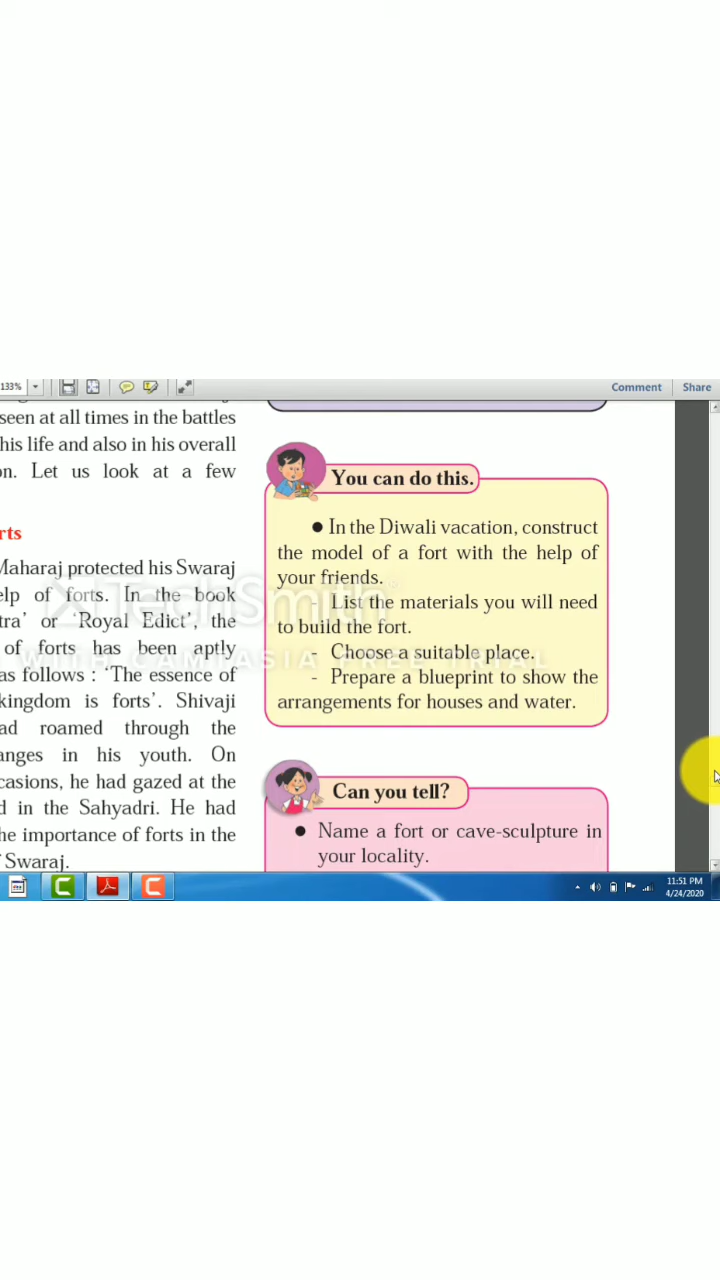 133%
Comment
Share
seen at all times in the battles
his life and also in his overall
on. Let us look at a few
rts
Maharaj protected his Swaraj
elp of forts. In the book
tra' or 'Royal Edict', the
of forts has been aptly
as follows : 'The essence of
kingdom is forts'. Shivaji
ad roamed through the
anges in his youth. On
casions, he had gazed at the
d in the Sahyadri. He had
he importance of forts in the
Swaraj.
You can do this.
● In the Diwali vacation, construct
the model of a fort with the help of
your friends.
- List the materials you will need
to build the fort.
- Choose a suitable place.
- Prepare a blueprint to show the
arrangements for houses and water.
Can you tell?
● Name a fort or cave-sculpture in
your locality.
TechSmith
WITH CAMTASIA FREE TRIAL
11:51 PM
4/24/2020